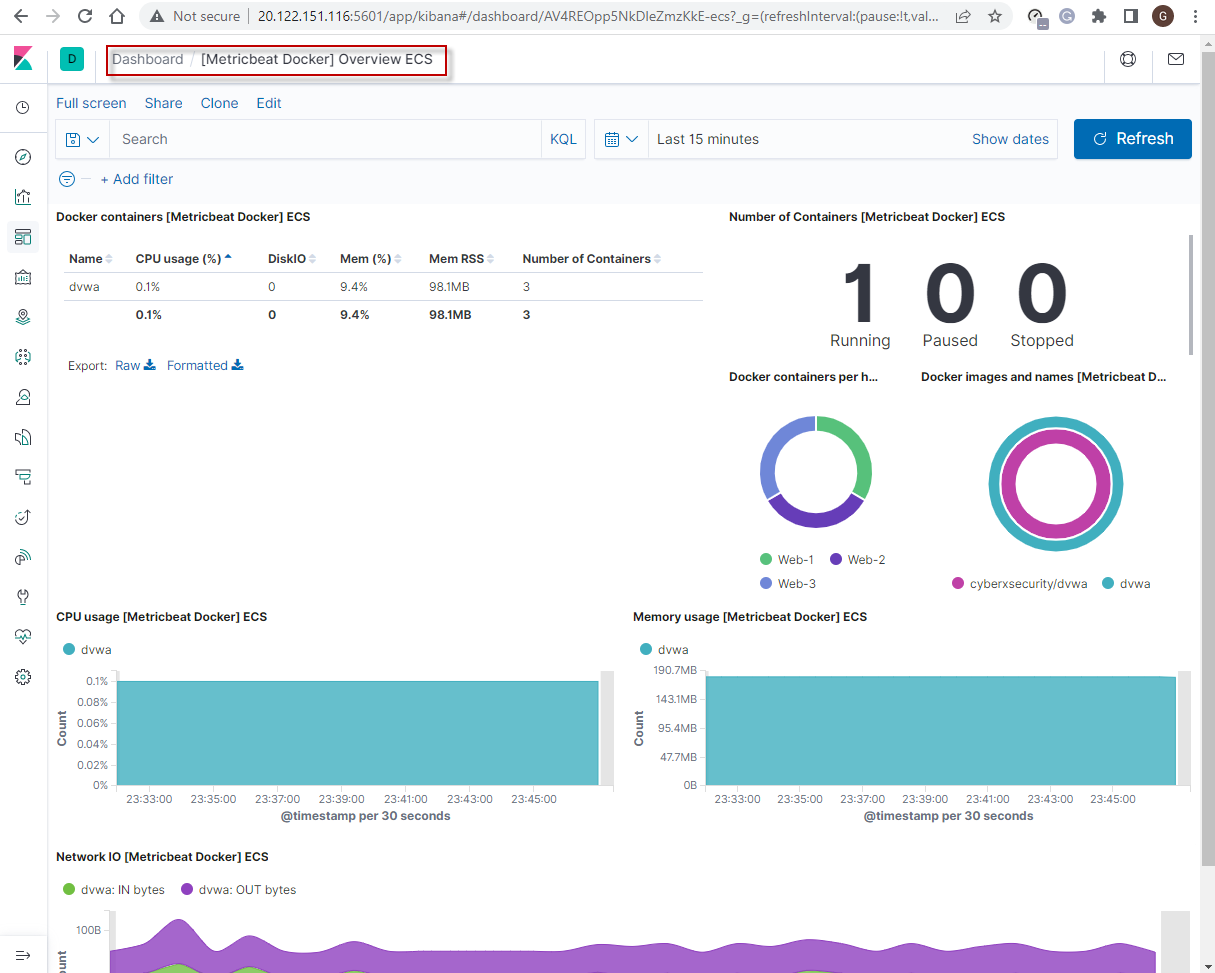 Not secure 20.122.151.116:5601/app/kibana#/dashboard/AV4REOpp5NkDIeZmzKkE-ecs?_g=(refreshInterval:(pause:!t,val... G
D Dashboard / [Metricbeat Docker] Overview ECS
Full screen Share Clone Edit
Search KQL Last 15 minutes Show dates Refresh
+ Add filter
Docker containers [Metricbeat Docker] ECS
Name CPU usage (%) DiskIO Mem (%) Mem RSS Number of Containers
dvwa 0.1% 0 9.4% 98.1MB 3
0.1% 0 9.4% 98.1MB 3
Export: Raw Formatted
Number of Containers [Metricbeat Docker] ECS
1 0 0
Running Paused Stopped
Docker containers per h...
Web-1 Web-2
Web-3
Docker images and names [Metricbeat D...
cyberxsecurity/dvwa dvwa
CPU usage [Metricbeat Docker] ECS
dvwa
0.1%
0.08%
0.06%
0.04%
0.02%
0%
Count
23:33:00 23:35:00 23:37:00 23:39:00 23:41:00 23:43:00 23:45:00
@timestamp per 30 seconds
Memory usage [Metricbeat Docker] ECS
dvwa
190.7MB
143.1MB
95.4MB
47.7MB
0B
Count
23:33:00 23:35:00 23:37:00 23:39:00 23:41:00 23:43:00 23:45:00
@timestamp per 30 seconds
Network IO [Metricbeat Docker] ECS
dvwa: IN bytes dvwa: OUT bytes
100B